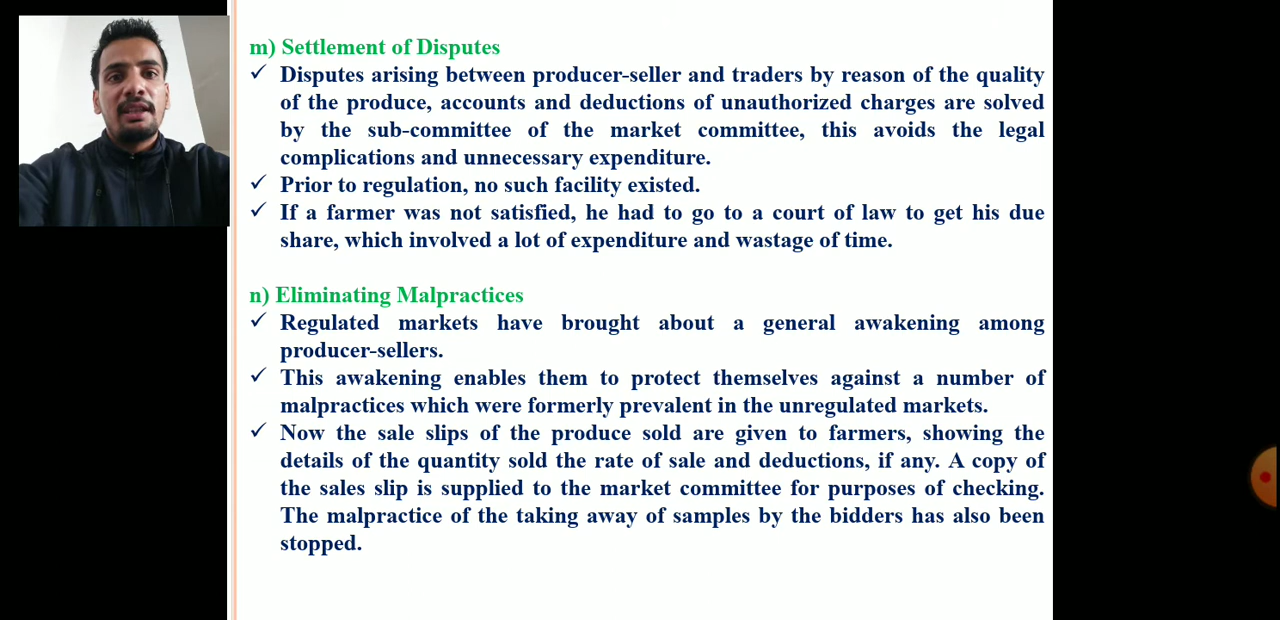 m) Settlement of Disputes
✓ Disputes arising between producer-seller and traders by reason of the quality
of the produce, accounts and deductions of unauthorized charges are solved
by the sub-committee of the market committee, this avoids the legal
complications and unnecessary expenditure.
✓ Prior to regulation, no such facility existed.
✓ If a farmer was not satisfied, he had to go to a court of law to get his due
share, which involved a lot of expenditure and wastage of time.
n) Eliminating Malpractices
✓ Regulated markets have brought about a general awakening among
producer-sellers.
✓ This awakening enables them to protect themselves against a number of
malpractices which were formerly prevalent in the unregulated markets.
✓ Now the sale slips of the produce sold are given to farmers, showing the
details of the quantity sold the rate of sale and deductions, if any. A copy of
the sales slip is supplied to the market committee for purposes of checking.
The malpractice of the taking away of samples by the bidders has also been
stopped.